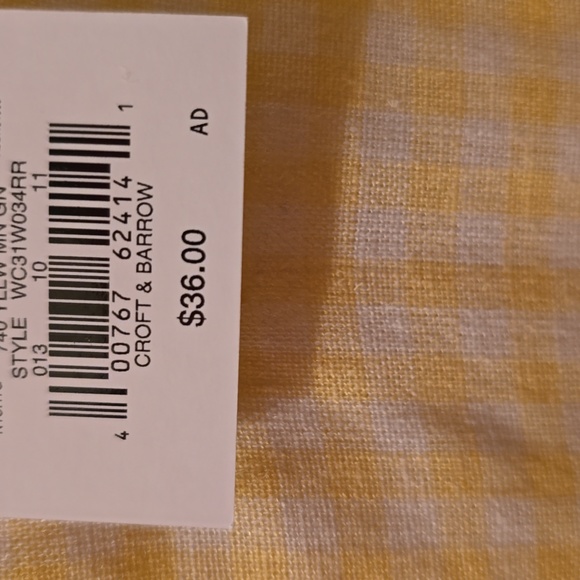 STYLE WC31W034RR
013 10 11
4 00767 62414 1
CROFT & BARROW
$36.00 AD